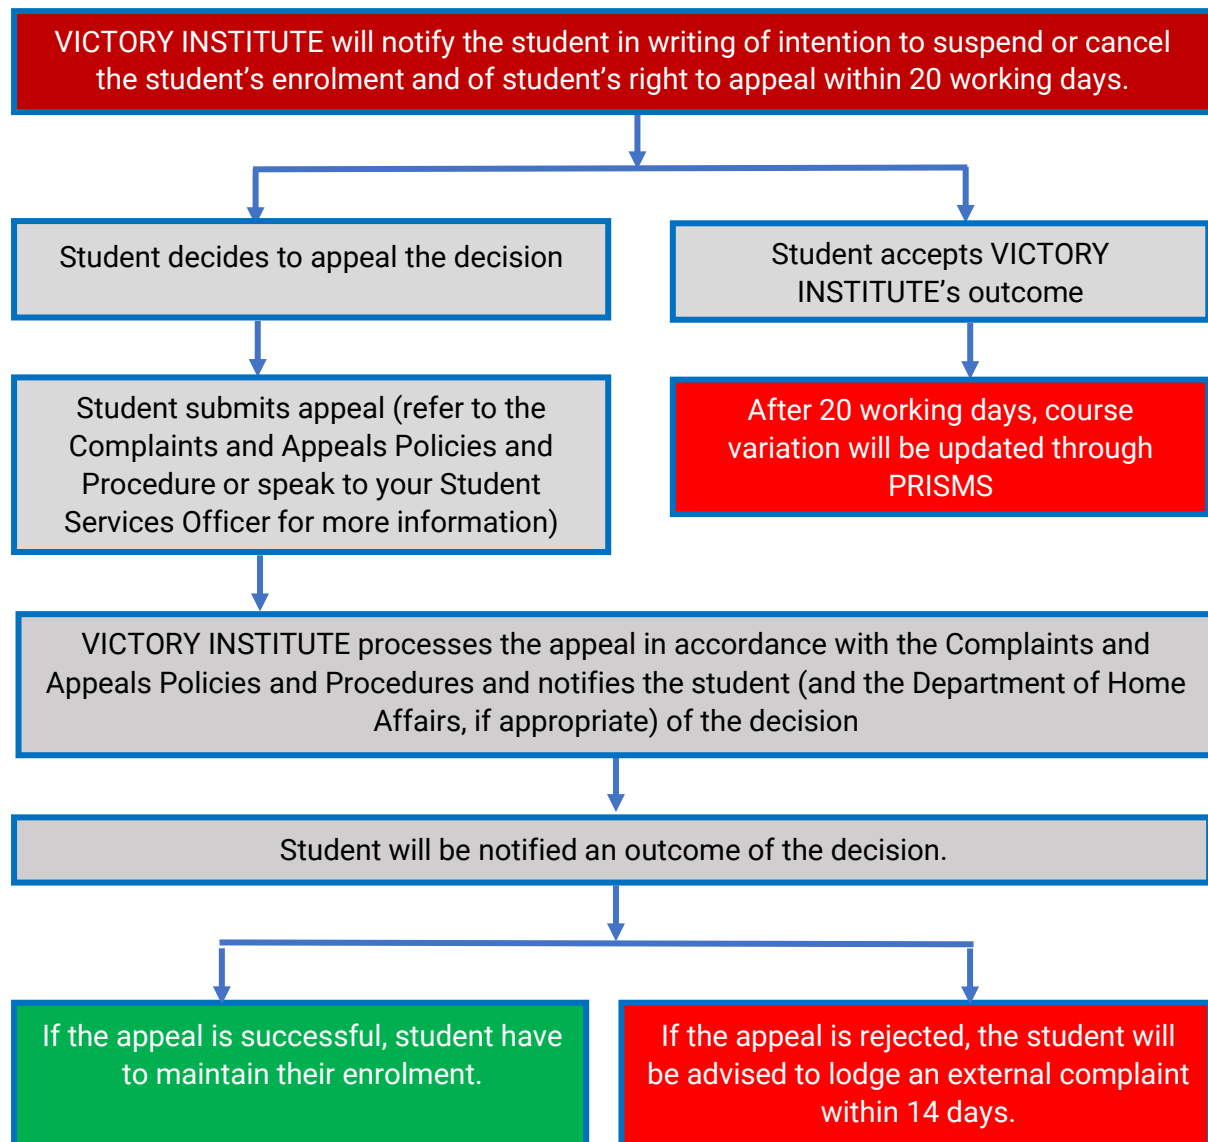 VICTORY INSTITUTE will notify the student in writing of intention to suspend or cancel
the student’s enrolment and of student’s right to appeal within 20 working days.
Student decides to appeal the decision
Student accepts VICTORY
INSTITUTE’s outcome
Student submits appeal (refer to the
Complaints and Appeals Policies and
Procedure or speak to your Student
Services Officer for more information)
After 20 working days, course
variation will be updated through
PRISMS
VICTORY INSTITUTE processes the appeal in accordance with the Complaints and
Appeals Policies and Procedures and notifies the student (and the Department of Home
Affairs, if appropriate) of the decision
Student will be notified an outcome of the decision.
If the appeal is successful, student have
to maintain their enrolment.
If the appeal is rejected, the student will
be advised to lodge an external complaint
within 14 days.